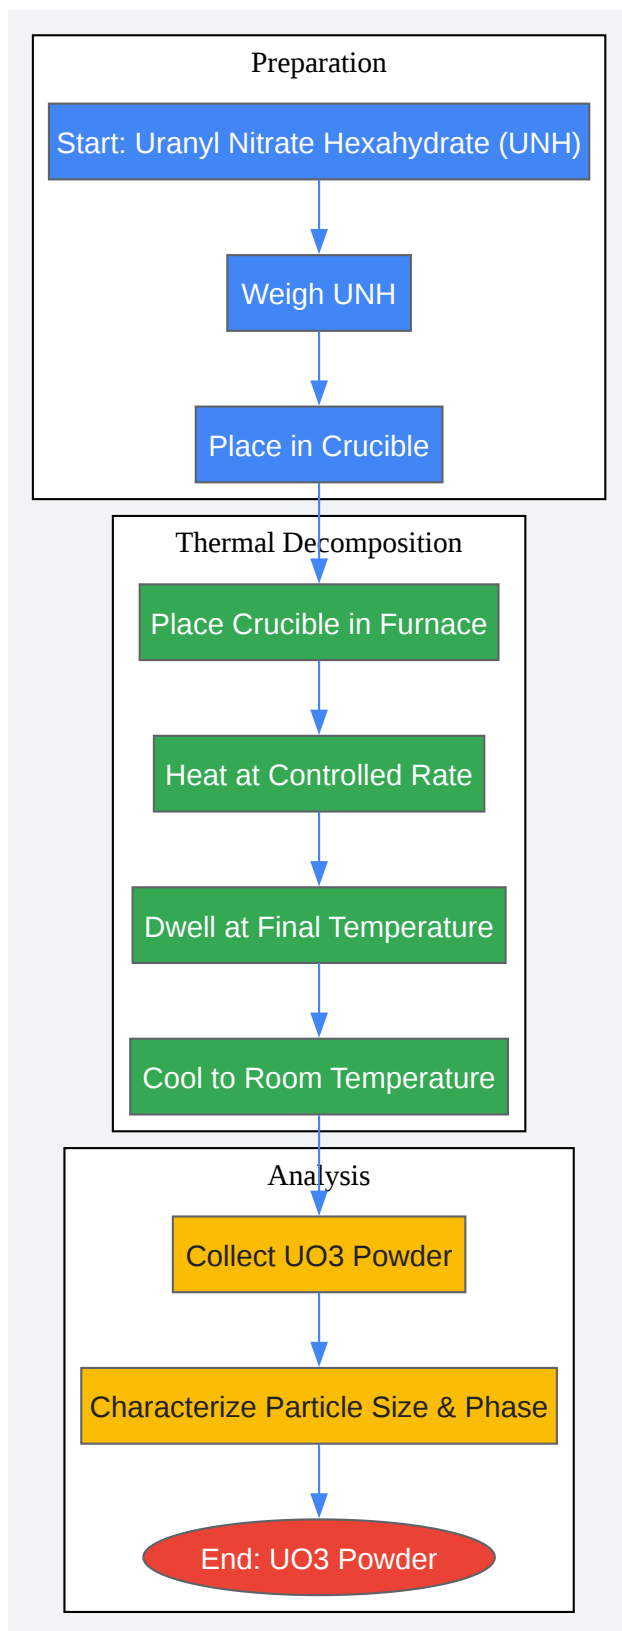 Preparation
Start: Uranyl Nitrate Hexahydrate (UNH)
Weigh UNH
Place in Crucible
Thermal Decomposition
Place Crucible in Furnace
Heat at Controlled Rate
Dwell at Final Temperature
Cool to Room Temperature
Analysis
Collect UO3 Powder
Characterize Particle Size & Phase
End: UO3 Powder